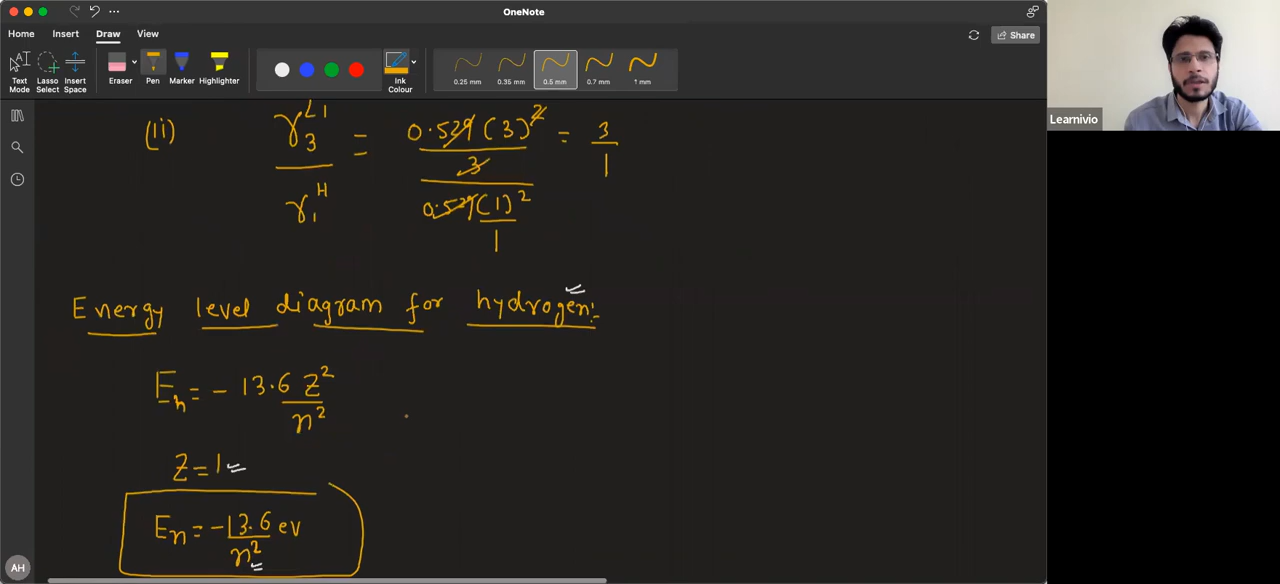 OneNote
Home Insert Draw View
Share
Text Mode
Lasso Select
Insert Space
Eraser
Pen
Marker
Highlighter
Ink Colour
0.25 mm
0.35 mm
0.5 mm
0.7 mm
1 mm
Learnivio
(ii) γ₃^Li / γ₁^H = (0.529 (3)² / 3) / (0.529 (1)² / 1) = 3/1
Energy level diagram for hydrogen:-
En = -13.6 Z²/n²
Z = 1
En = -13.6/n² ev
AH